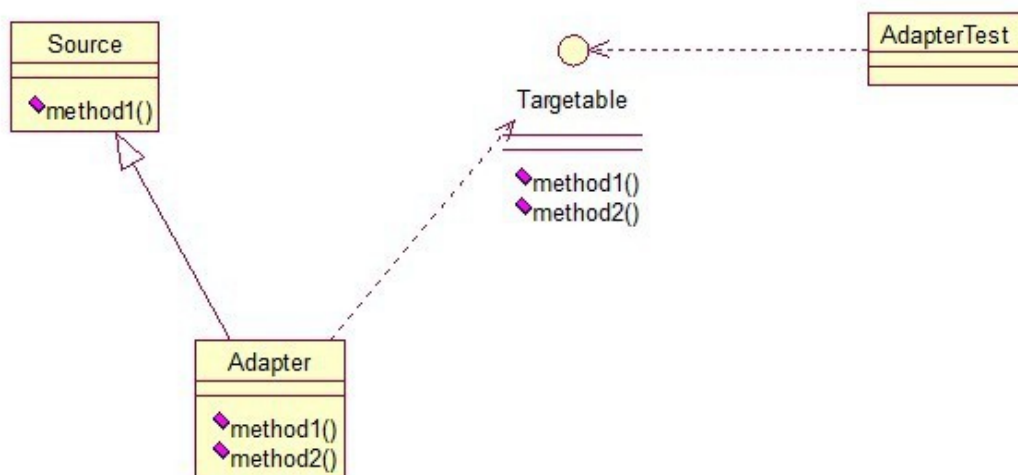 Source
method1()
Targetable
method1()
method2()
AdapterTest
Adapter
method1()
method2()